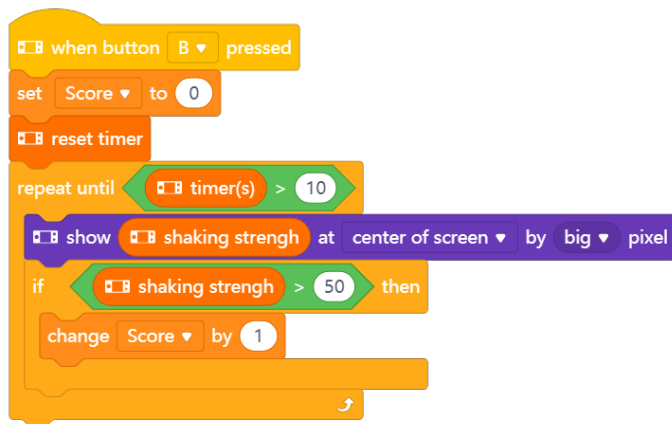 when button B pressed
set Score to 0
reset timer
repeat until timer(s) > 10
show shaking strengh at center of screen by big pixel
if shaking strengh > 50 then
change Score by 1